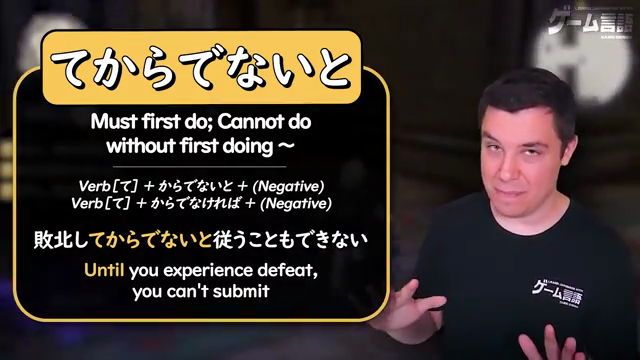 てからでないと
Must first do; Cannot do
without first doing ～
Verb [て] + からでないと + (Negative)
Verb [て] + からでなければ + (Negative)
敗北してからでないと従うこともできない
Until you experience defeat,
you can't submit
ゲーム言語
ゲーム言語